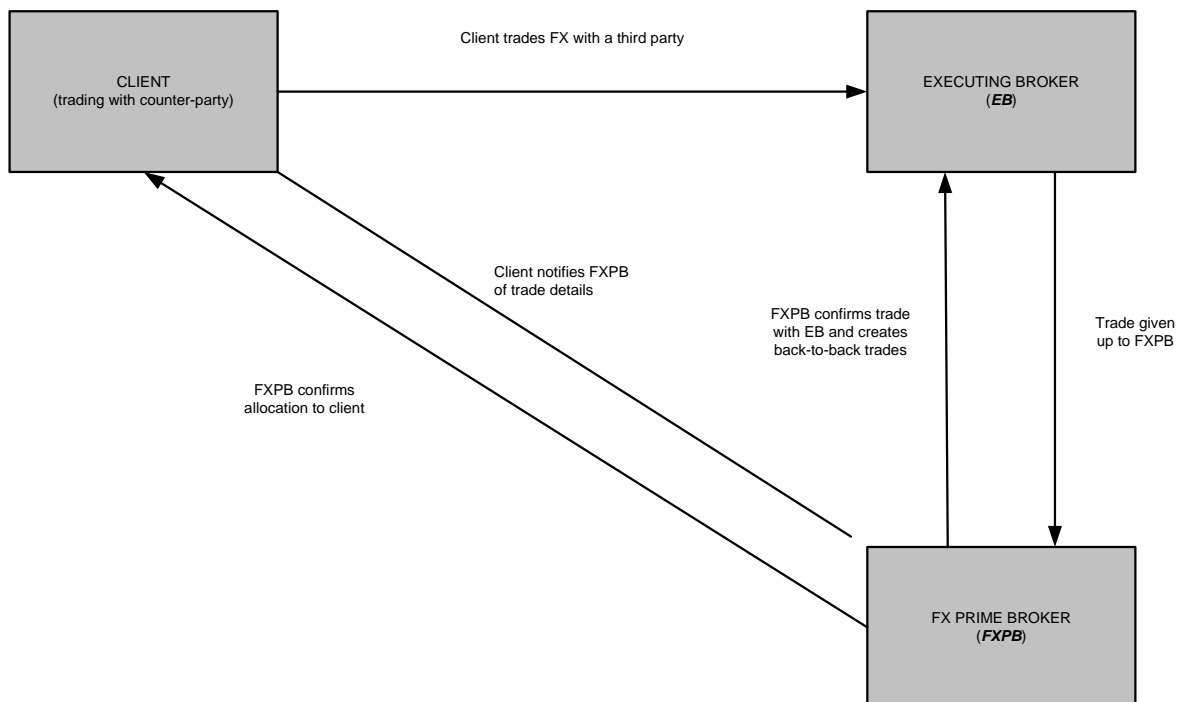 Client trades FX with a third party
CLIENT
(trading with counter-party)
EXECUTING BROKER
(EB)
Client notifies FXPB
of trade details
FXPB confirms trade
with EB and creates
back-to-back trades
Trade given
up to FXPB
FXPB confirms
allocation to client
FX PRIME BROKER
(FXPB)